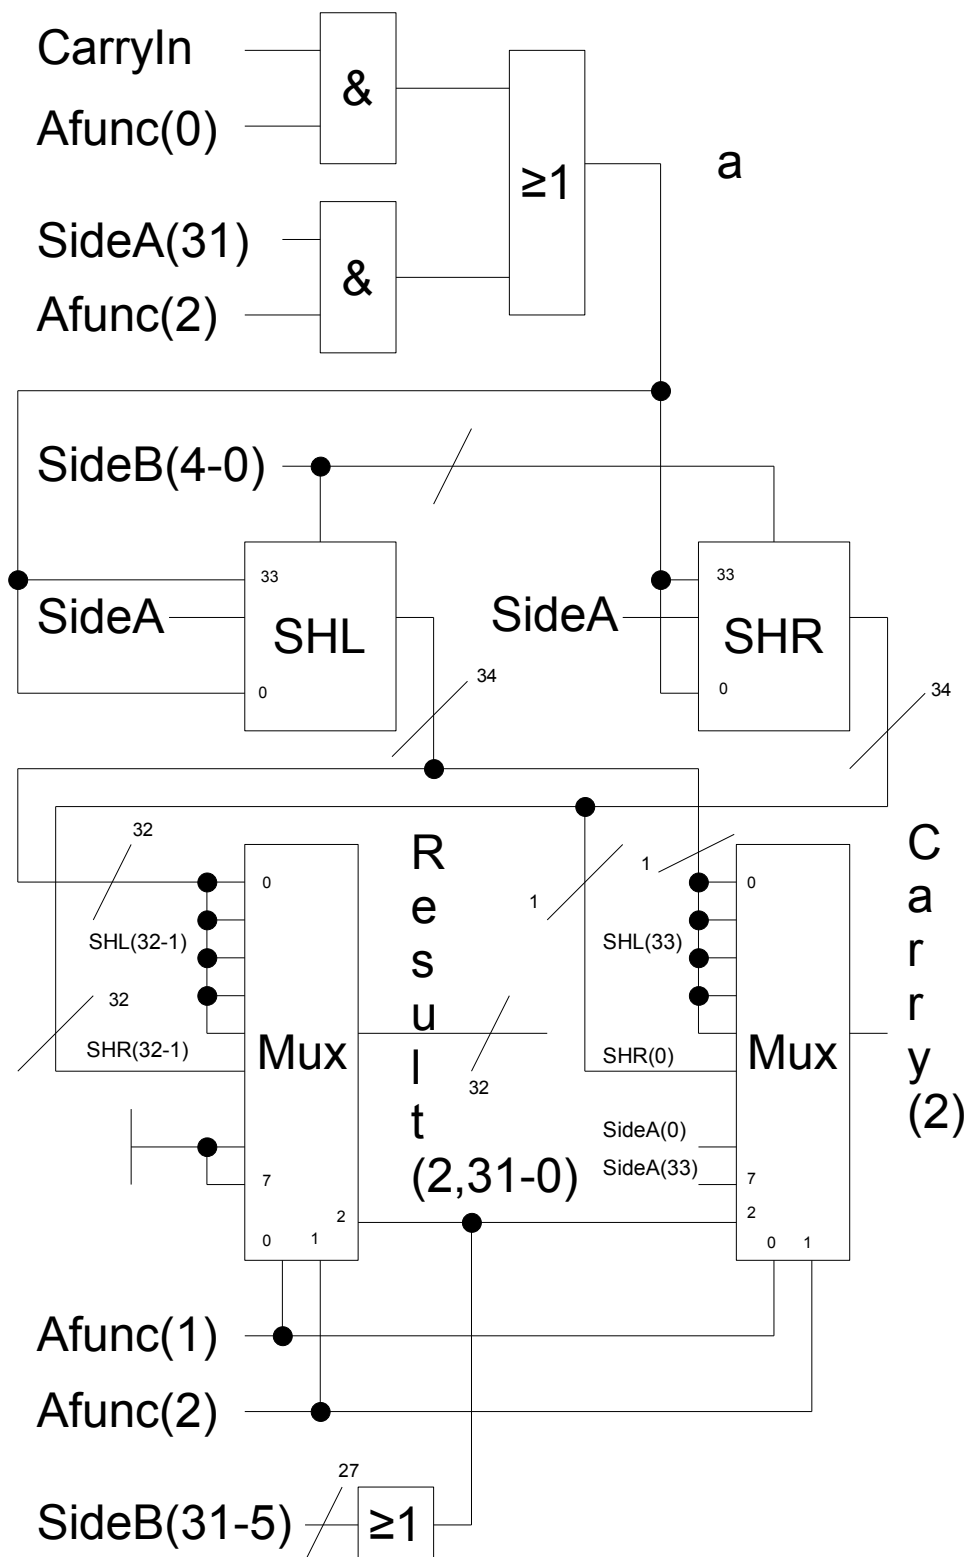 CarryIn
&
Afunc(0)
≥1
a
SideA(31)
&
Afunc(2)
SideB(4-0)
33
SideA
SHL
0
33
SideA
SHR
0
34
34
32
0
SHL(32-1)
32
SHR(32-1)
Mux
7
2
0
1
Result
(2,31-0)
32
1
1
0
SHL(33)
SHR(0)
Mux
SideA(0)
SideA(33)
7
2
0
1
Carry
(2)
Afunc(1)
Afunc(2)
27
SideB(31-5)
≥1